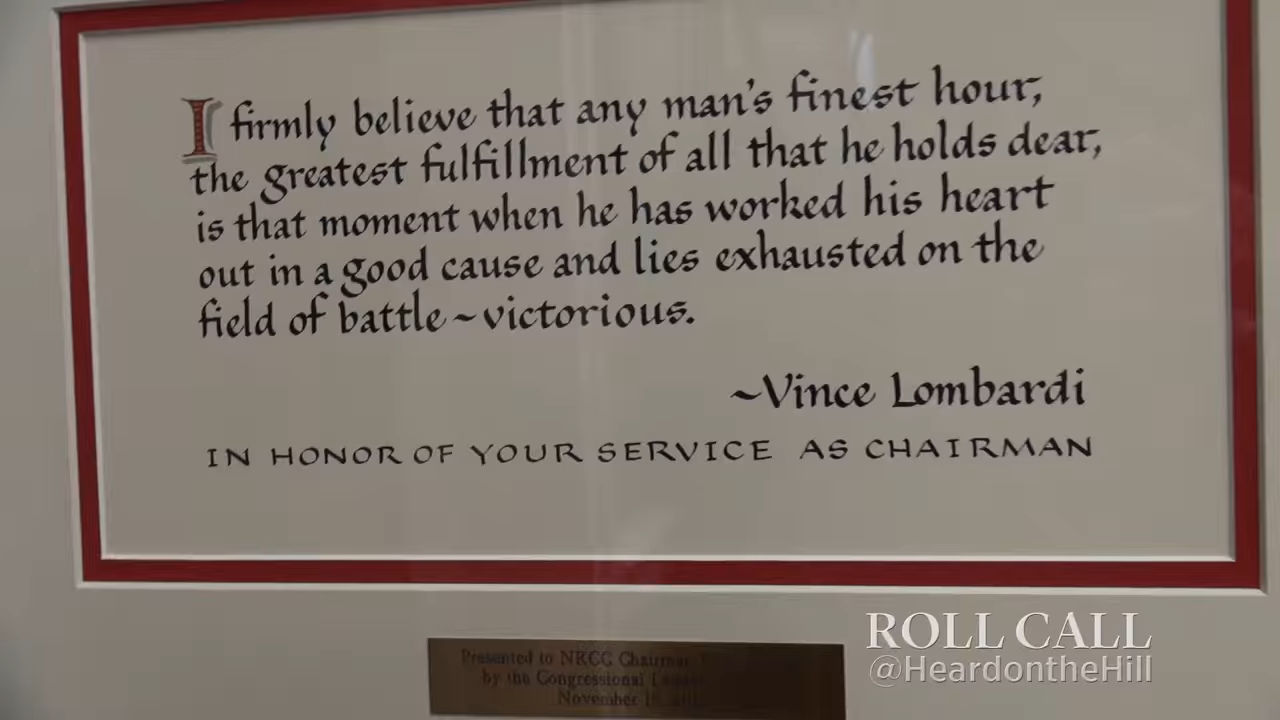 I firmly believe that any man's finest hour,
the greatest fulfillment of all that he holds dear,
is that moment when he has worked his heart
out in a good cause and lies exhausted on the
field of battle~victorious.
~Vince Lombardi
IN HONOR OF YOUR SERVICE AS CHAIRMAN
Presented to NRCC Chairman
by the Congressional
November
ROLL CALL
@HeardontheHill